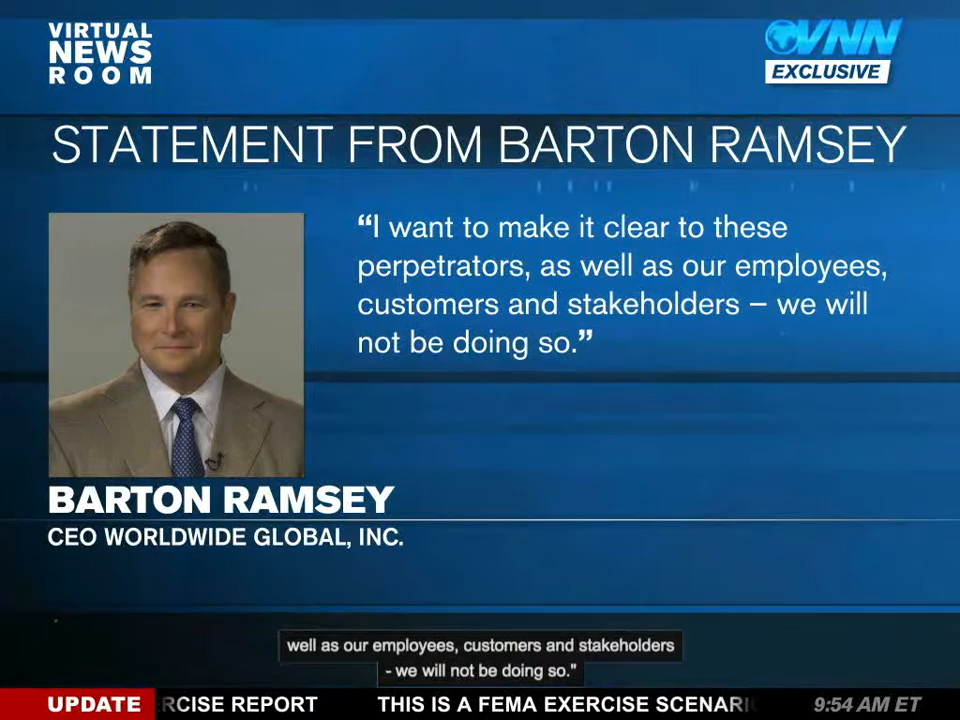 VIRTUAL
NEWS
ROOM
VNN
EXCLUSIVE
STATEMENT FROM BARTON RAMSEY
“I want to make it clear to these
perpetrators, as well as our employees,
customers and stakeholders – we will
not be doing so.”
BARTON RAMSEY
CEO WORLDWIDE GLOBAL, INC.
well as our employees, customers and stakeholders
- we will not be doing so."
UPDATE RCISE REPORT THIS IS A FEMA EXERCISE SCENARI 9:54 AM ET